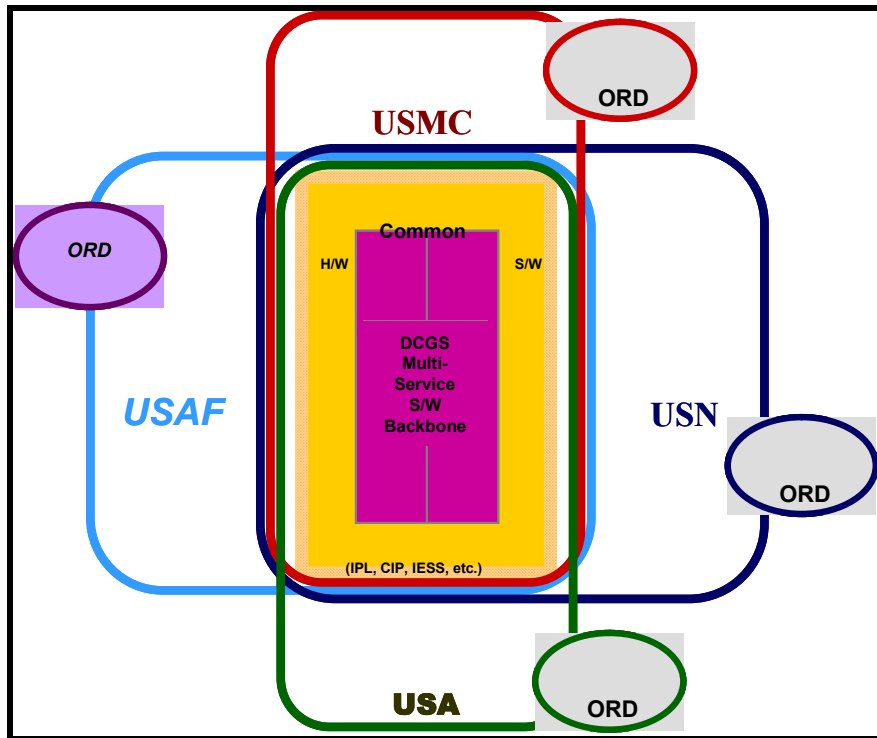 ORD
USMC
Common
ORD
H/W
S/W
DCGS
Multi-
Service
S/W
Backbone
USAF
USN
ORD
(IPL, CIP, IESS, etc.)
USA
ORD